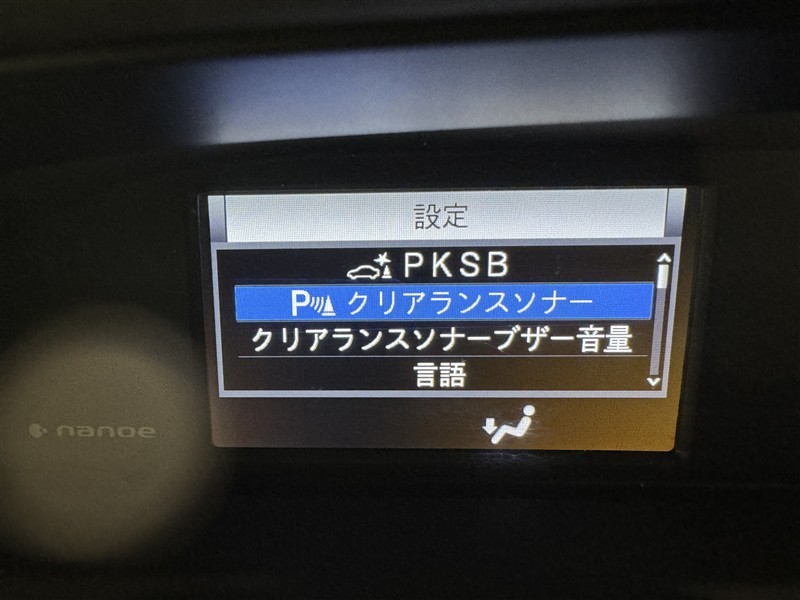 設定
PKSB
P クリアランスソナー
クリアランスソナーブザー音量
言語
nanoe